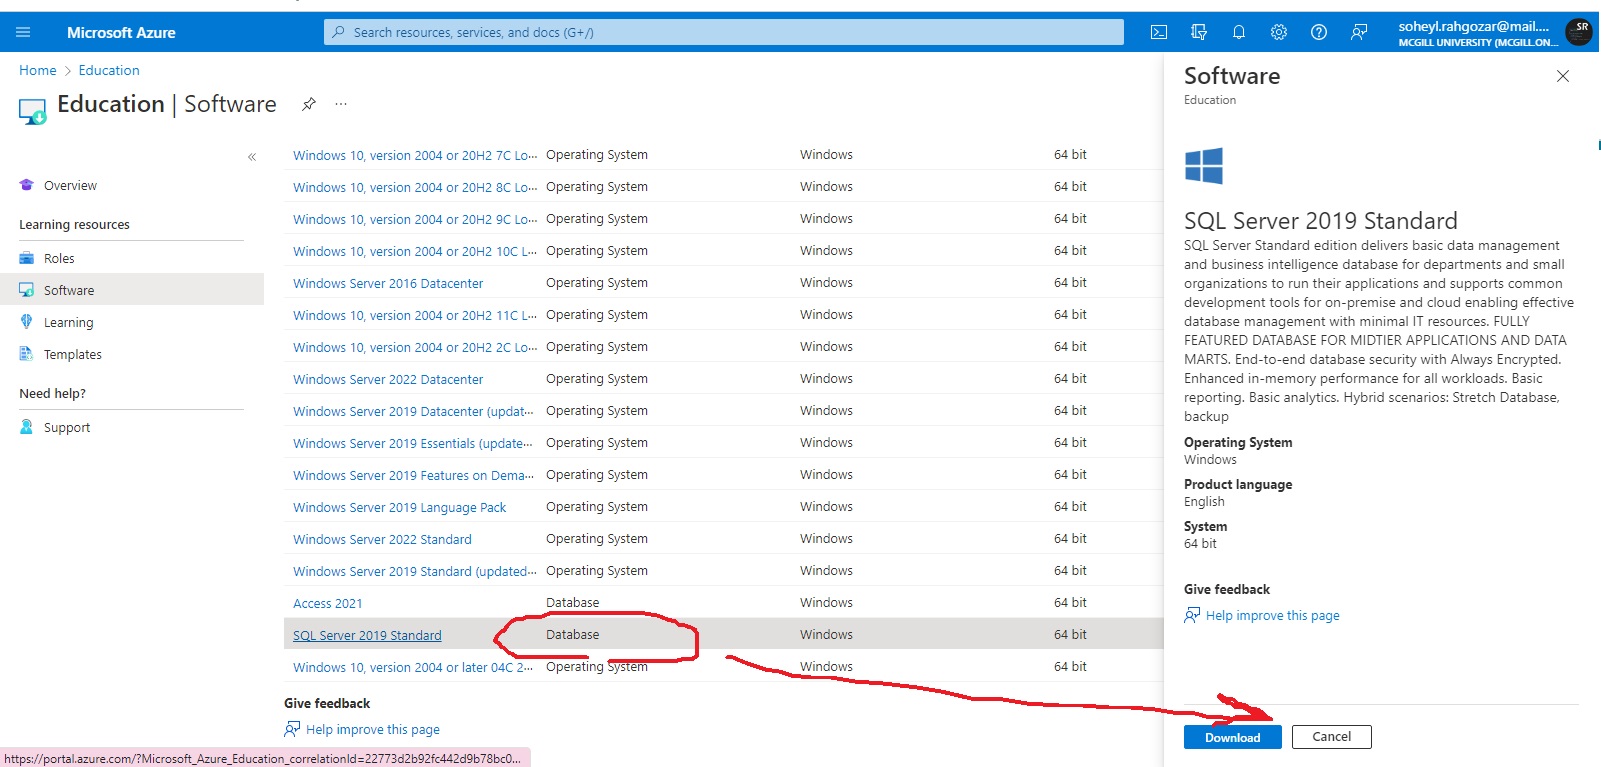 Microsoft Azure
Search resources, services, and docs (G+/)
soheyl.rahgozar@mail....
MCGILL UNIVERSITY (MCGILL.ON...
SR
Home > Education
Education | Software
...
«
Overview
Learning resources
Roles
Software
Learning
Templates
Need help?
Support
Windows 10, version 2004 or 20H2 7C Lo... Operating System Windows 64 bit
Windows 10, version 2004 or 20H2 8C Lo... Operating System Windows 64 bit
Windows 10, version 2004 or 20H2 9C Lo... Operating System Windows 64 bit
Windows 10, version 2004 or 20H2 10C L... Operating System Windows 64 bit
Windows Server 2016 Datacenter Operating System Windows 64 bit
Windows 10, version 2004 or 20H2 11C L... Operating System Windows 64 bit
Windows 10, version 2004 or 20H2 2C Lo... Operating System Windows 64 bit
Windows Server 2022 Datacenter Operating System Windows 64 bit
Windows Server 2019 Datacenter (updat... Operating System Windows 64 bit
Windows Server 2019 Essentials (update... Operating System Windows 64 bit
Windows Server 2019 Features on Dema... Operating System Windows 64 bit
Windows Server 2019 Language Pack Operating System Windows 64 bit
Windows Server 2022 Standard Operating System Windows 64 bit
Windows Server 2019 Standard (updated... Operating System Windows 64 bit
Access 2021 Database Windows 64 bit
SQL Server 2019 Standard Database Windows 64 bit
Windows 10, version 2004 or later 04C 2... Operating System Windows 64 bit
Give feedback
Help improve this page
https://portal.azure.com/?Microsoft_Azure_Education_correlationId=22773d2b92fc442d9b78bc0...
Software
Education
SQL Server 2019 Standard
SQL Server Standard edition delivers basic data management
and business intelligence database for departments and small
organizations to run their applications and supports common
development tools for on-premise and cloud enabling effective
database management with minimal IT resources. FULLY
FEATURED DATABASE FOR MIDTIER APPLICATIONS AND DATA
MARTS. End-to-end database security with Always Encrypted.
Enhanced in-memory performance for all workloads. Basic
reporting. Basic analytics. Hybrid scenarios: Stretch Database,
backup
Operating System
Windows
Product language
English
System
64 bit
Give feedback
Help improve this page
Download Cancel